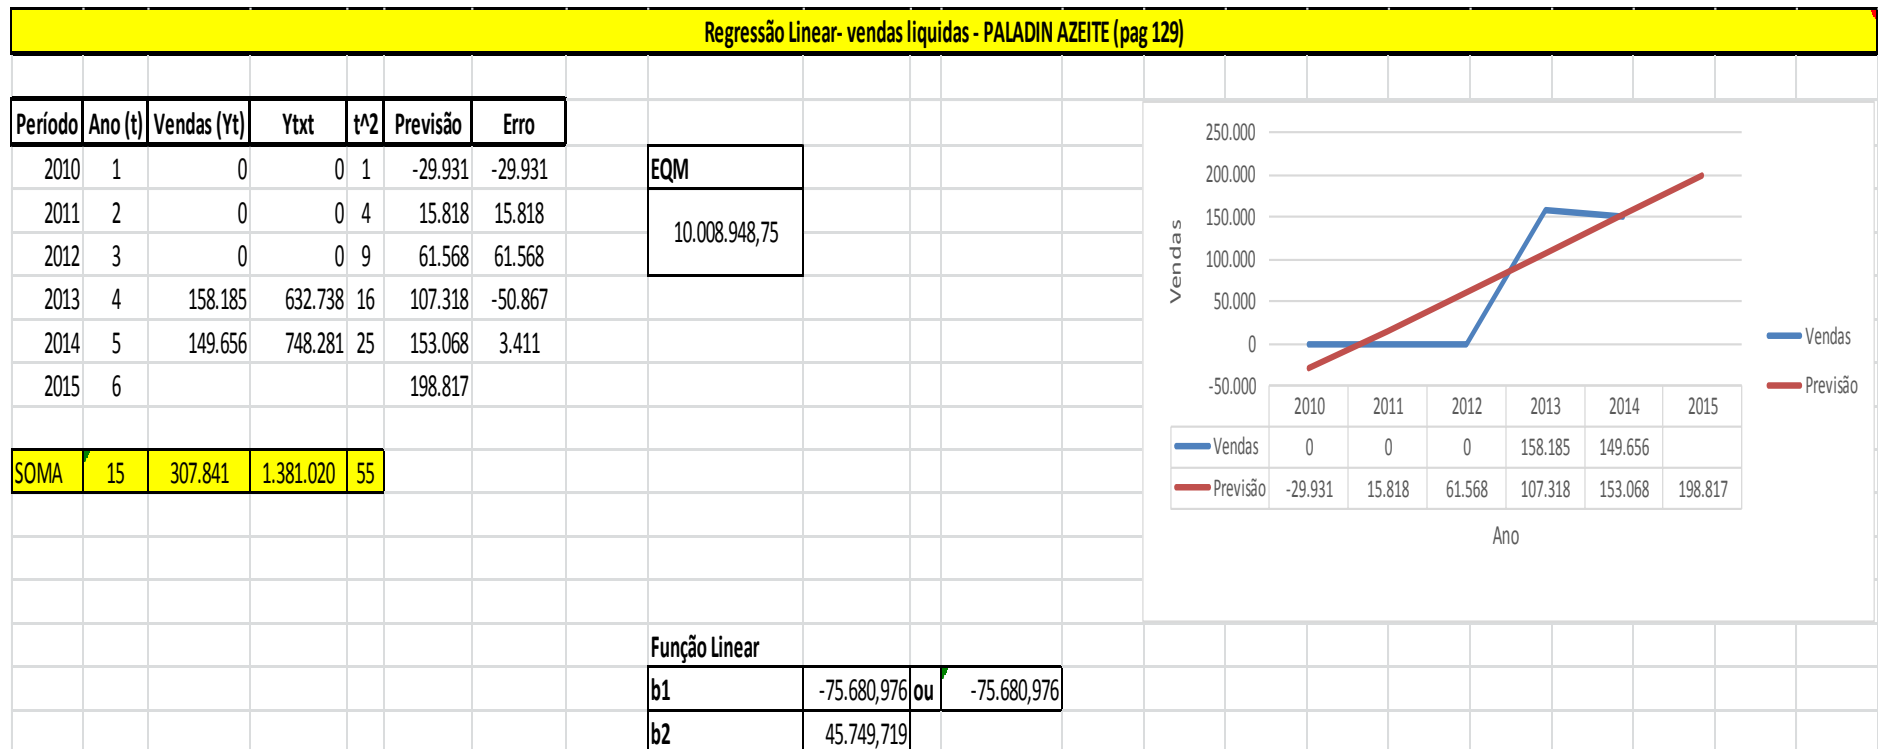 Regressão Linear- vendas liquidas - PALADIN AZEITE (pag 129)
Período Ano (t) Vendas (Yt) Ytxt t^2 Previsão Erro
2010 1 0 0 1 -29.931 -29.931
2011 2 0 0 4 15.818 15.818
2012 3 0 0 9 61.568 61.568
2013 4 158.185 632.738 16 107.318 -50.867
2014 5 149.656 748.281 25 153.068 3.411
2015 6 198.817
SOMA 15 307.841 1.381.020 55
EQM
10.008.948,75
250.000
200.000
150.000
100.000
50.000
0
-50.000
Vendas
2010 2011 2012 2013 2014 2015
Vendas 0 0 0 158.185 149.656
Previsão -29.931 15.818 61.568 107.318 153.068 198.817
Ano
Vendas
Previsão
Função Linear
b1 -75.680,976 ou -75.680,976
b2 45.749,719